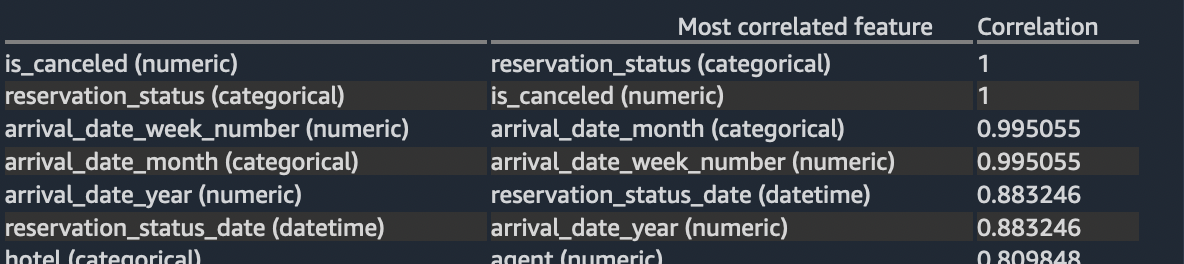 Most correlated feature Correlation
is_canceled (numeric) reservation_status (categorical) 1
reservation_status (categorical) is_canceled (numeric) 1
arrival_date_week_number (numeric) arrival_date_month (categorical) 0.995055
arrival_date_month (categorical) arrival_date_week_number (numeric) 0.995055
arrival_date_year (numeric) reservation_status_date (datetime) 0.883246
reservation_status_date (datetime) arrival_date_year (numeric) 0.883246
hotel (categorical) agent (numeric) 0.809848